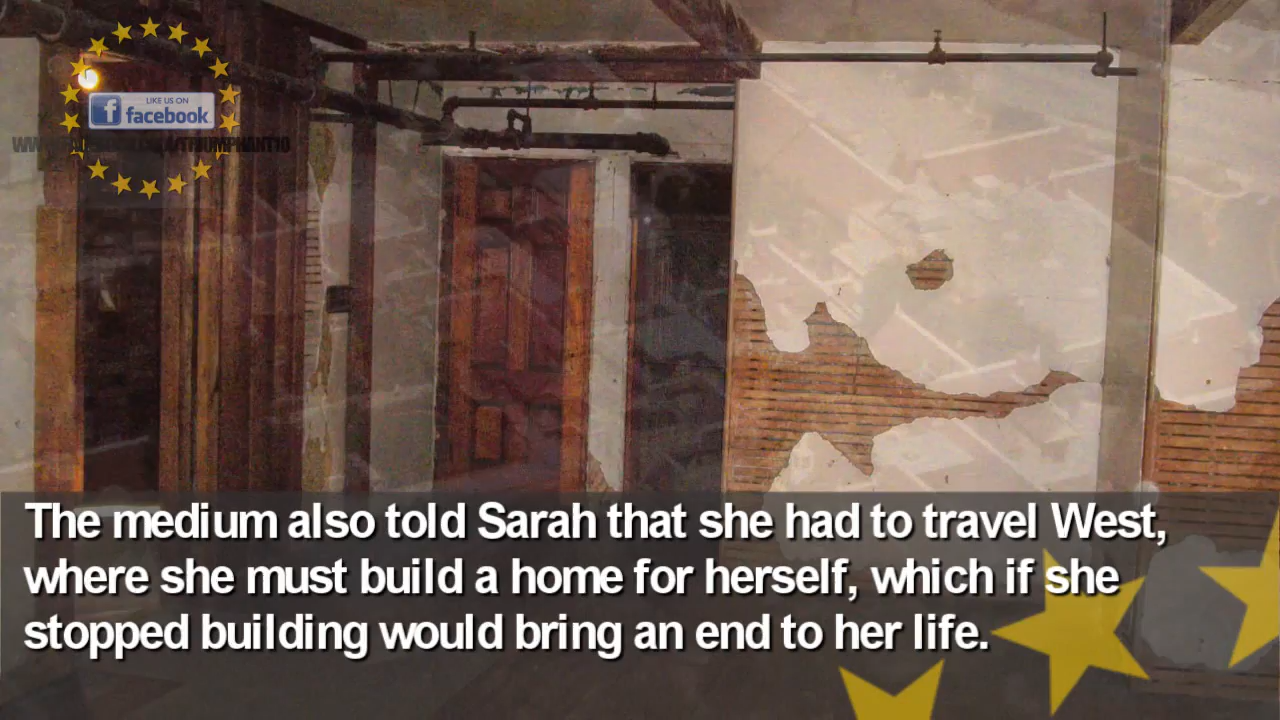 LIKE US ON
facebook
The medium also told Sarah that she had to travel West,
where she must build a home for herself, which if she
stopped building would bring an end to her life.